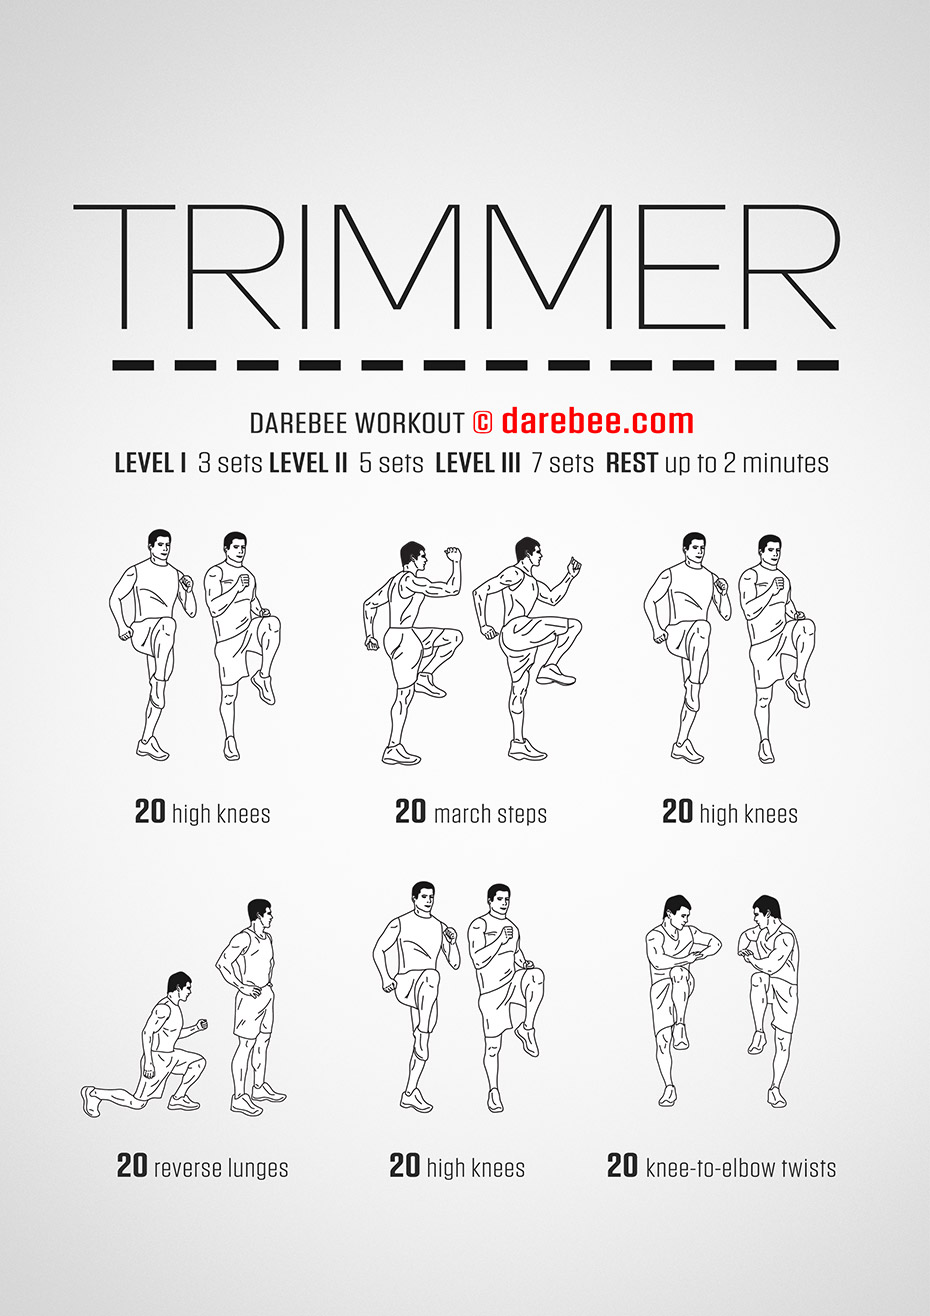 TRIMMER
DAREBEE WORKOUT © darebee.com
LEVEL I 3 sets LEVEL II 5 sets LEVEL III 7 sets REST up to 2 minutes
20 high knees
20 march steps
20 high knees
20 reverse lunges
20 high knees
20 knee-to-elbow twists